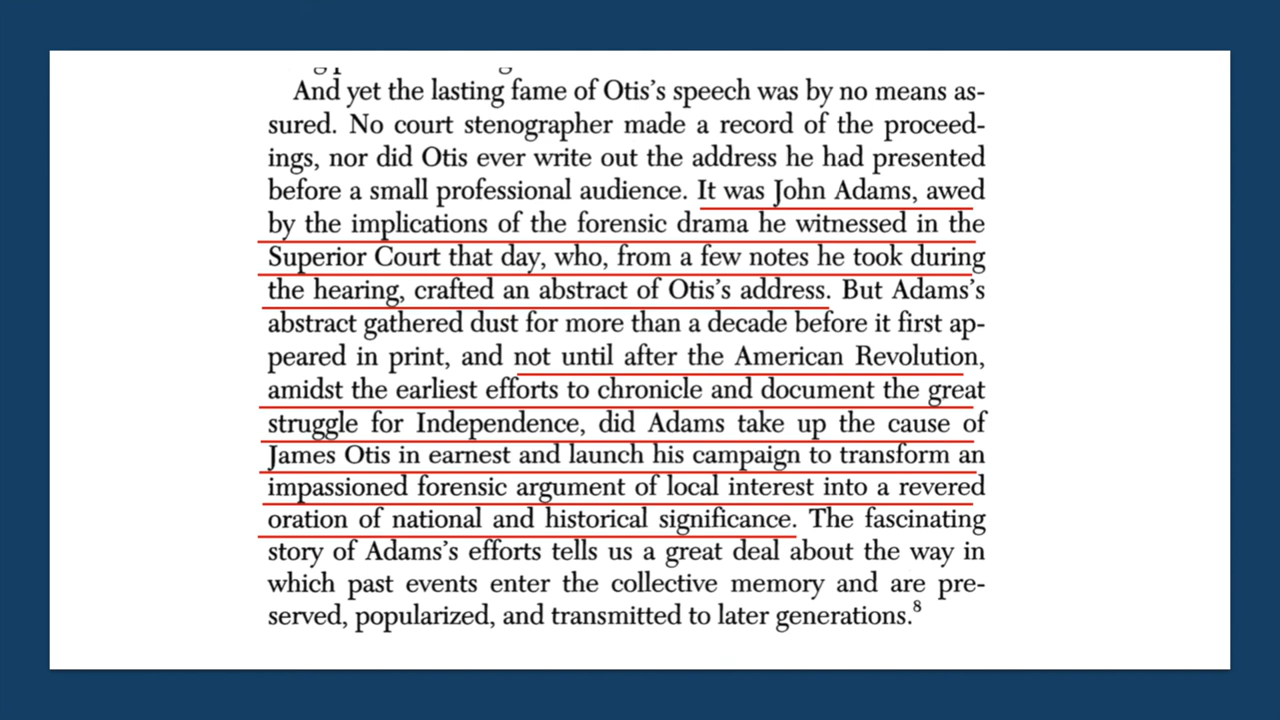 And yet the lasting fame of Otis’s speech was by no means as-
sured. No court stenographer made a record of the proceed-
ings, nor did Otis ever write out the address he had presented
before a small professional audience. It was John Adams, awed
by the implications of the forensic drama he witnessed in the
Superior Court that day, who, from a few notes he took during
the hearing, crafted an abstract of Otis’s address. But Adams’s
abstract gathered dust for more than a decade before it first ap-
peared in print, and not until after the American Revolution,
amidst the earliest efforts to chronicle and document the great
struggle for Independence, did Adams take up the cause of
James Otis in earnest and launch his campaign to transform an
impassioned forensic argument of local interest into a revered
oration of national and historical significance. The fascinating
story of Adams’s efforts tells us a great deal about the way in
which past events enter the collective memory and are pre-
served, popularized, and transmitted to later generations.8